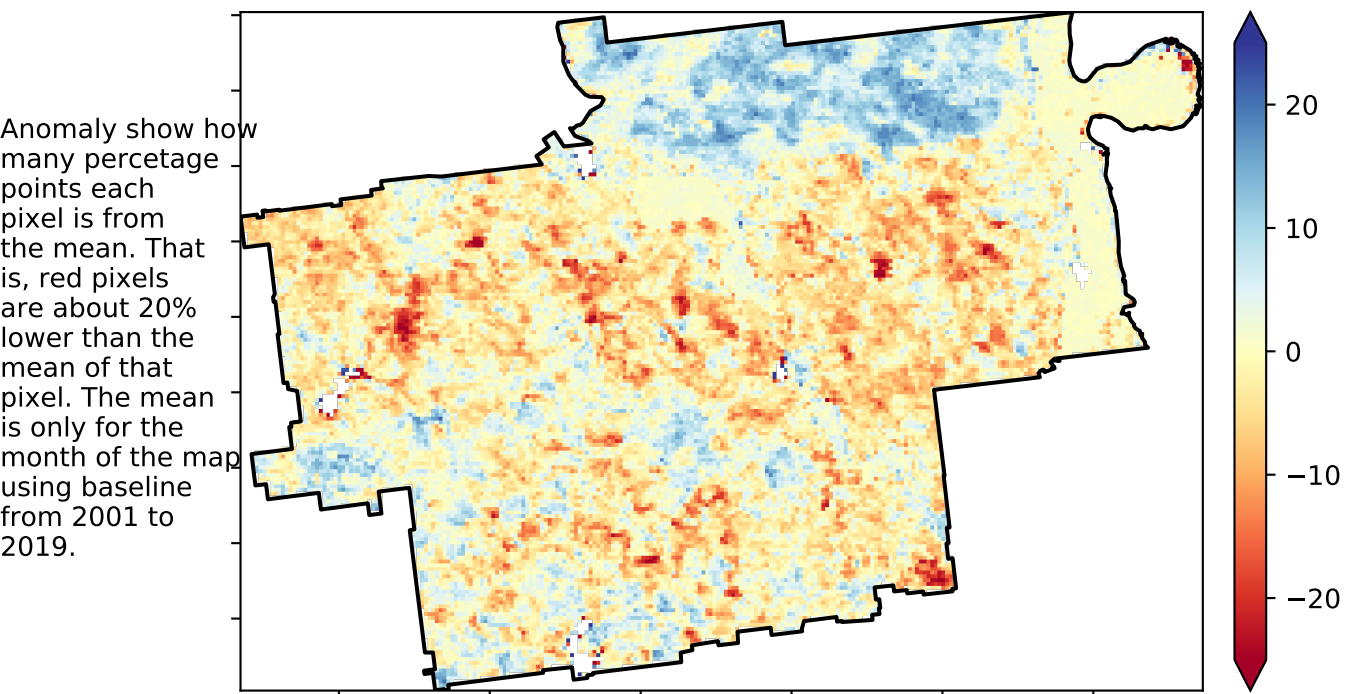 Anomaly show how
many percetage
points each
pixel is from
the mean. That
is, red pixels
are about 20%
lower than the
mean of that
pixel. The mean
is only for the
month of the map
using baseline
from 2001 to
2019.
20
10
0
−10
−20